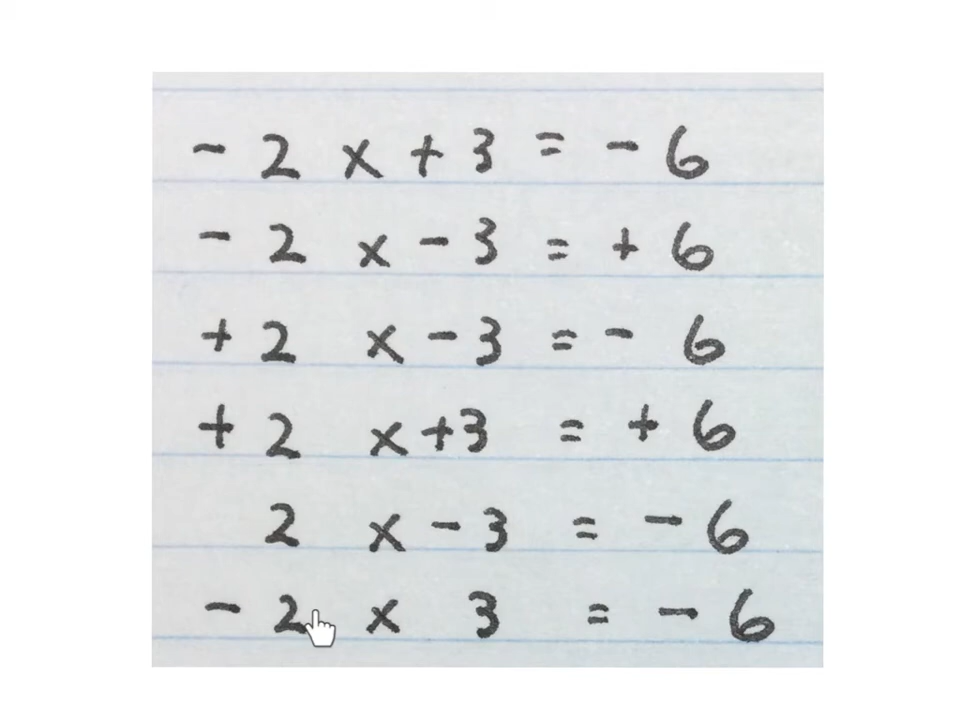 - 2 x + 3 = - 6
- 2 x - 3 = + 6
+ 2 x - 3 = - 6
+ 2 x + 3 = + 6
2 x - 3 = - 6
- 2 x 3 = - 6